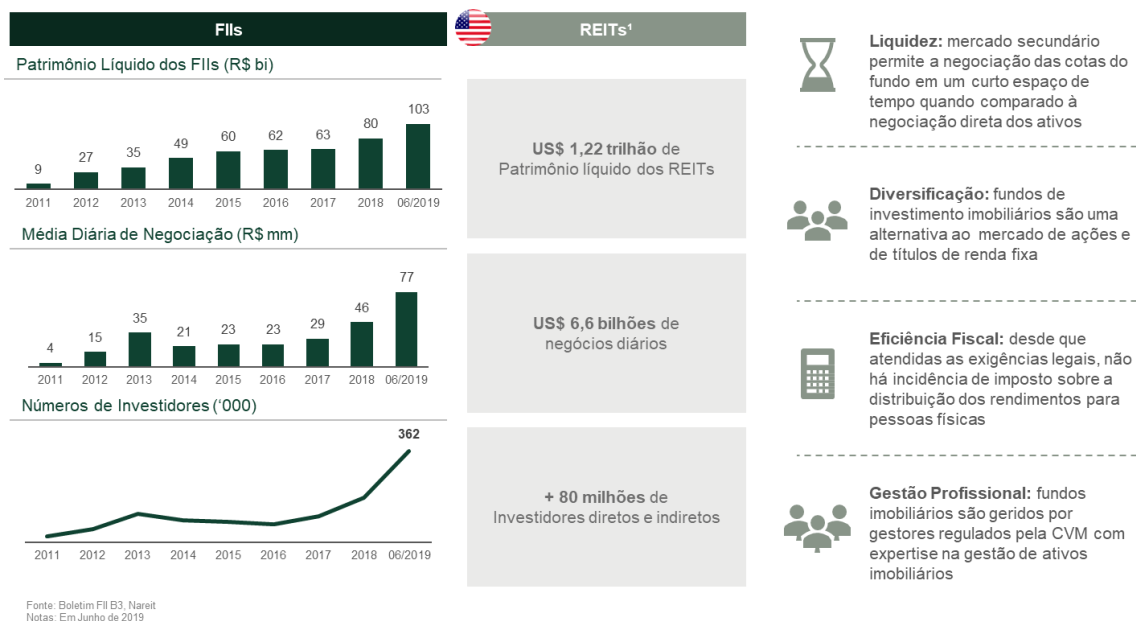 FIIs
Patrimônio Líquido dos FIIs (R$ bi)
9 27 35 49 60 62 63 80 103
2011 2012 2013 2014 2015 2016 2017 2018 06/2019
Média Diária de Negociação (R$ mm)
4 15 35 21 23 23 29 46 77
2011 2012 2013 2014 2015 2016 2017 2018 06/2019
Números de Investidores (‘000)
362
2011 2012 2013 2014 2015 2016 2017 2018 06/2019
REITs¹
US$ 1,22 trilhão de
Patrimônio líquido dos REITs
US$ 6,6 bilhões de
negócios diários
+ 80 milhões de
Investidores diretos e indiretos
Liquidez: mercado secundário
permite a negociação das cotas do
fundo em um curto espaço de
tempo quando comparado à
negociação direta dos ativos
Diversificação: fundos de
investimento imobiliários são uma
alternativa ao mercado de ações e
de títulos de renda fixa
Eficiência Fiscal: desde que
atendidas as exigências legais, não
há incidência de imposto sobre a
distribuição dos rendimentos para
pessoas físicas
Gestão Profissional: fundos
imobiliários são geridos por
gestores regulados pela CVM com
expertise na gestão de ativos
imobiliários
Fonte: Boletim FII B3, Nareit
Notas: Em Junho de 2019